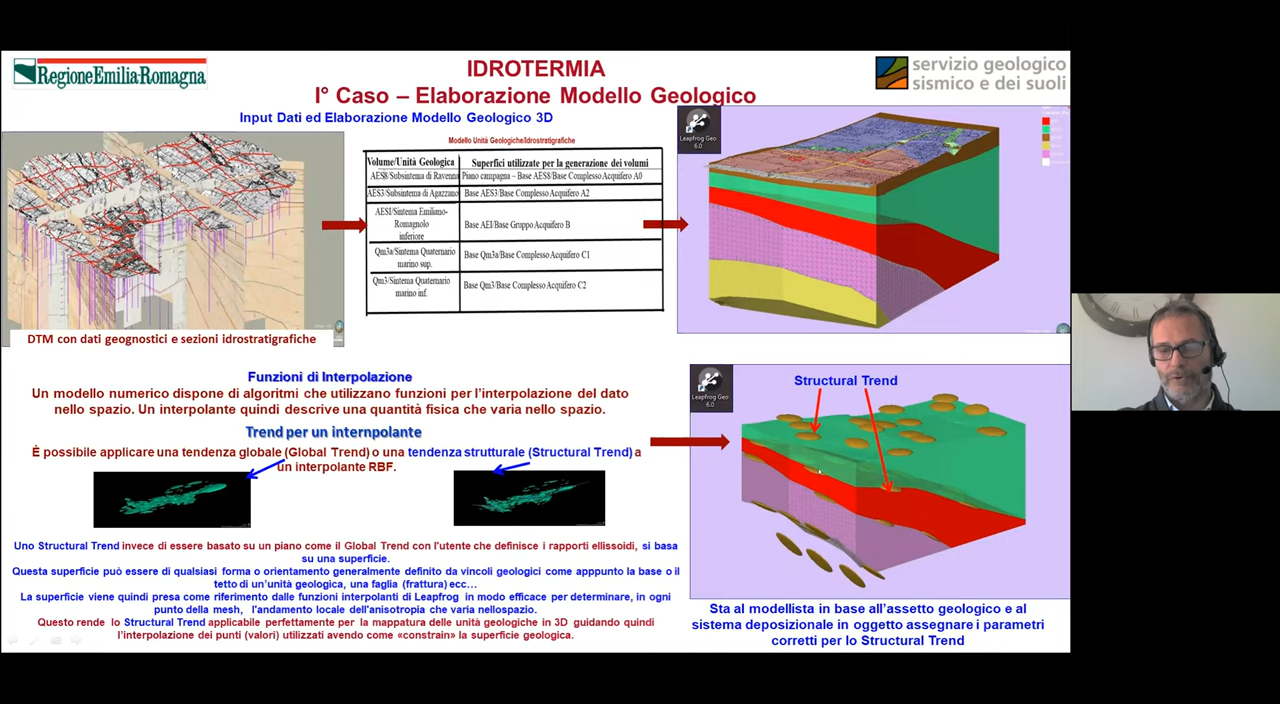 RegioneEmilia-Romagna
IDROTERMIA
I° Caso – Elaborazione Modello Geologico
servizio geologico
sismico e dei suoli
Input Dati ed Elaborazione Modello Geologico 3D
DTM con dati geognostici e sezioni idrostratigrafiche
Modello Unità Geologiche/Idrostratigrafiche
Volume/Unità Geologica Superfici utilizzate per la generazione dei volumi
AES8/Subsintema di Ravenna Piano campagna – Base AES8/Base Complesso Acquifero A0
AES3/Subsintema di Agazzano Base AES3/Base Complesso Acquifero A2
AESI/Sintema Emiliano-
Romagnolo
inferiore
Base AEI/Base Gruppo Acquifero B
Qm3a/Sintema Quaternario
marino sup.
Base Qm3a/Base Complesso Acquifero C1
Qm3/Sintema Quaternario
marino inf.
Base Qm3/Base Complesso Acquifero C2
Leapfrog Geo
6.0
Funzioni di Interpolazione
Un modello numerico dispone di algoritmi che utilizzano funzioni per l'interpolazione del dato
nello spazio. Un interpolante quindi descrive una quantità fisica che varia nello spazio.
Trend per un internpolante
È possibile applicare una tendenza globale (Global Trend) o una tendenza strutturale (Structural Trend) a
un interpolante RBF.
Uno Structural Trend invece di essere basato su un piano come il Global Trend con l'utente che definisce i rapporti ellissoidi, si basa
su una superficie.
Questa superficie può essere di qualsiasi forma o orientamento generalmente definito da vincoli geologici come apppunto la base o il
tetto di un'unità geologica, una faglia (frattura) ecc…
La superficie viene quindi presa come riferimento dalle funzioni interpolanti di Leapfrog in modo efficace per determinare, in ogni
punto della mesh, l'andamento locale dell'anisotropia che varia nellospazio.
Questo rende lo Structural Trend applicabile perfettamente per la mappatura delle unità geologiche in 3D guidando quindi
l'interpolazione dei punti (valori) utilizzati avendo come «constrain» la superficie geologica.
Leapfrog Geo
6.0
Structural Trend
Sta al modellista in base all'assetto geologico e al
sistema deposizionale in oggetto assegnare i parametri
corretti per lo Structural Trend